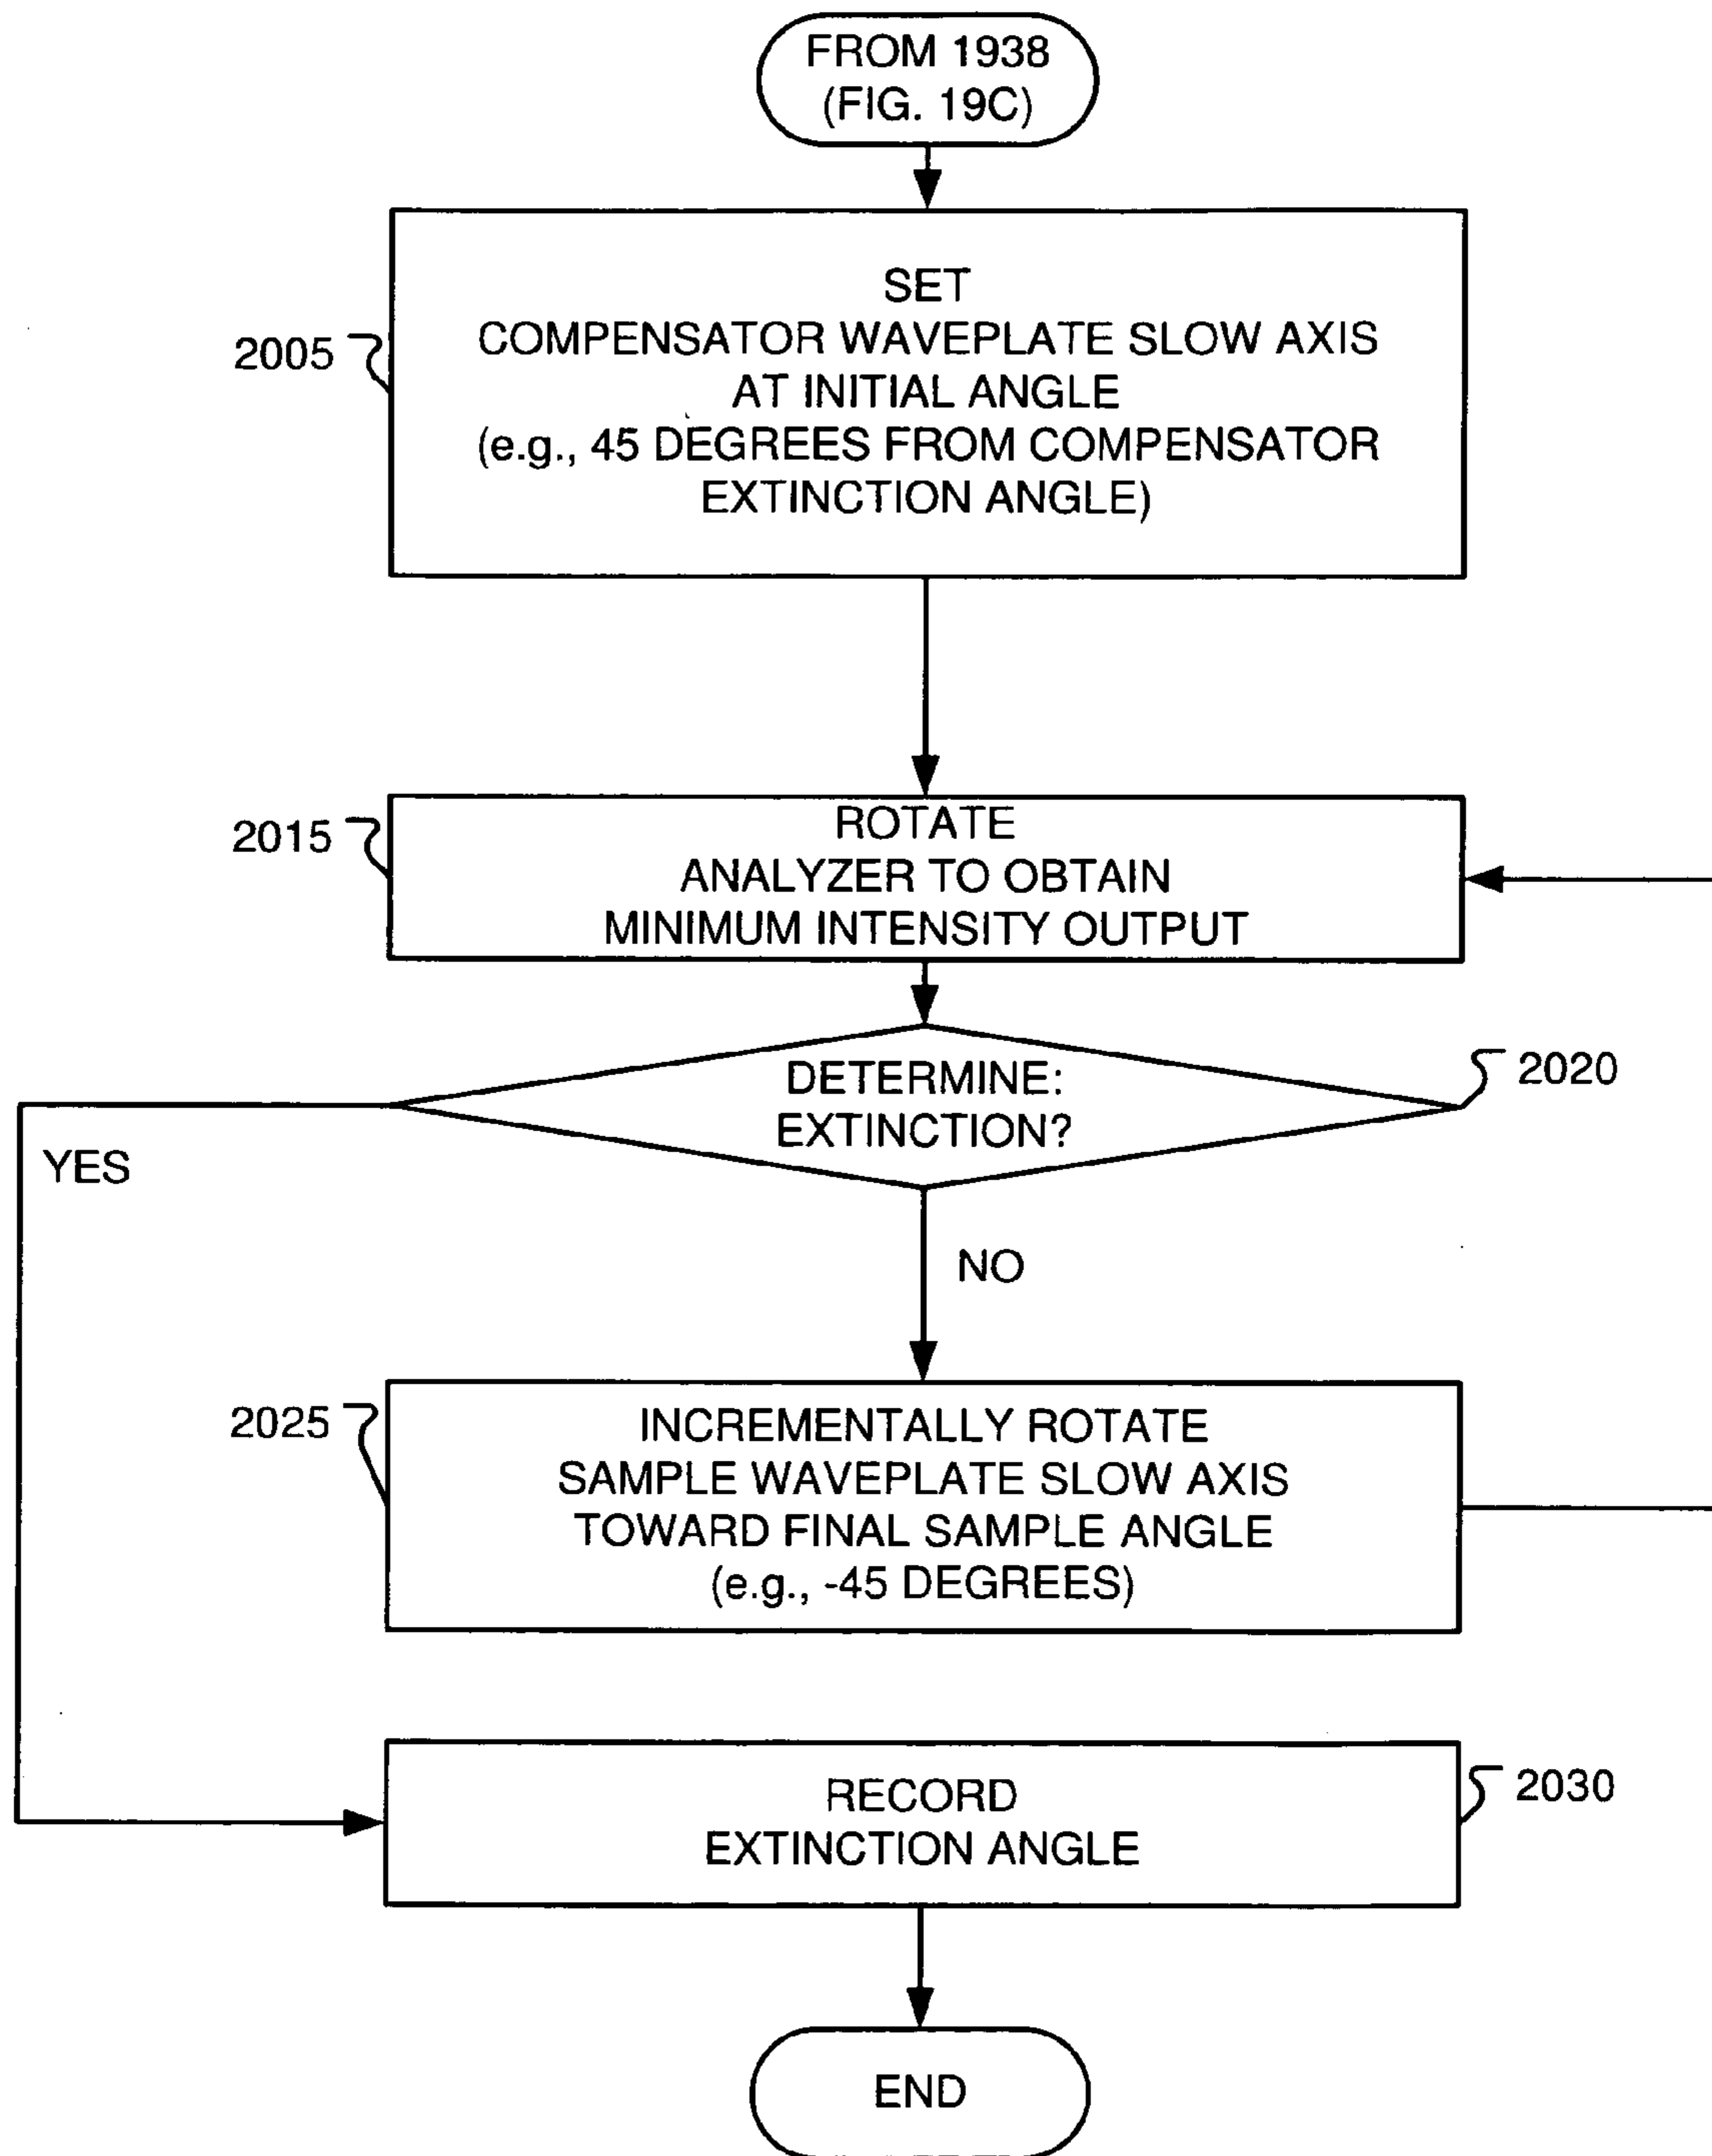 FROM 1938
(FIG. 19C)
2005
SET
COMPENSATOR WAVEPLATE SLOW AXIS
AT INITIAL ANGLE
(e.g., 45 DEGREES FROM COMPENSATOR
EXTINCTION ANGLE)
2015
ROTATE
ANALYZER TO OBTAIN
MINIMUM INTENSITY OUTPUT
DETERMINE:
EXTINCTION?
2020
YES
NO
2025
INCREMENTALLY ROTATE
SAMPLE WAVEPLATE SLOW AXIS
TOWARD FINAL SAMPLE ANGLE
(e.g., -45 DEGREES)
RECORD
EXTINCTION ANGLE
2030
END